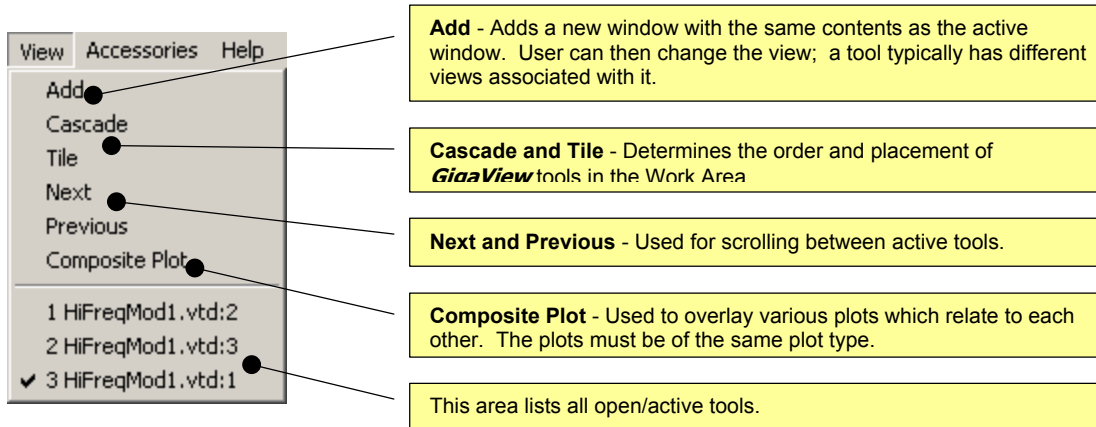 View Accessories Help
Add
Cascade
Tile
Next
Previous
Composite Plot
1 HiFreqMod1.vtd:2
2 HiFreqMod1.vtd:3
✔ 3 HiFreqMod1.vtd:1
Add - Adds a new window with the same contents as the active
window. User can then change the view; a tool typically has different
views associated with it.
Cascade and Tile - Determines the order and placement of
GigaView tools in the Work Area
Next and Previous - Used for scrolling between active tools.
Composite Plot - Used to overlay various plots which relate to each
other. The plots must be of the same plot type.
This area lists all open/active tools.